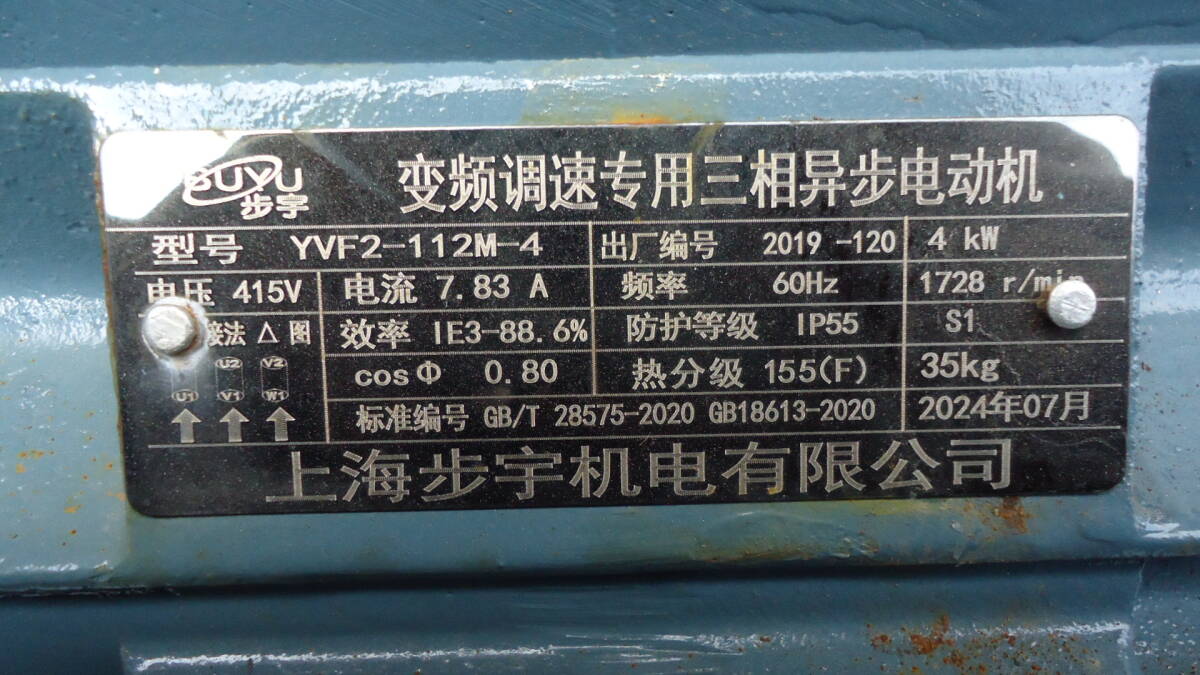 BUYU
步宇
变频调速专用三相异步电动机
型号 YVF2-112M-4 出厂编号 2019 -120 4 kW
电压 415V 电流 7.83 A 频率 60Hz 1728 r/min
接法 △ 图 效率 IE3-88.6% 防护等级 IP55 S1
U2 V2
cosΦ 0.80 热分级 155(F) 35kg
U1 V1 W1
标准编号 GB/T 28575-2020 GB18613-2020 2024年07月
上海步宇机电有限公司